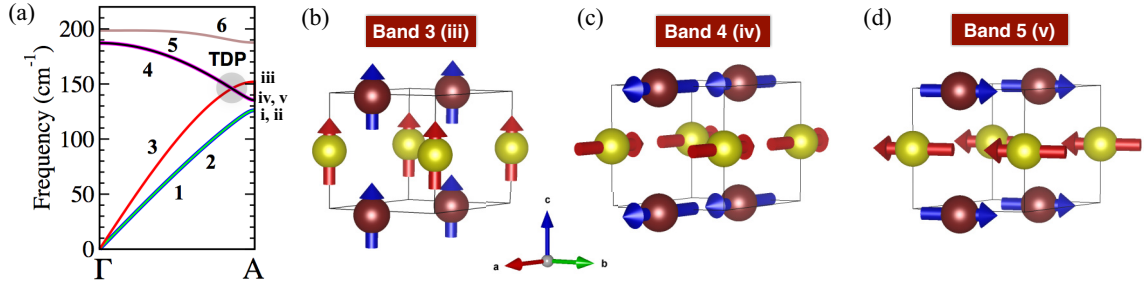 (a)
Frequency (cm-1)
200
150
100
50
0
6
5
4
TDP
3
2
1
iii
iv, v
i, ii
Γ
A
(b)
Band 3 (iii)
c
a
b
(c)
Band 4 (iv)
(d)
Band 5 (v)